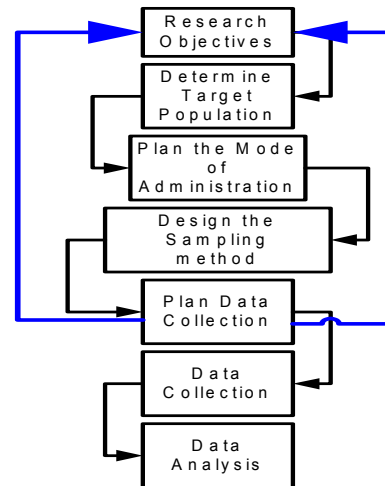 Research
Objectives
Determine
Target
Population
Plan the Mode
of
Administration
Design the
Sampling
method
Plan Data
Collection
Data
Collection
Data
Analysis